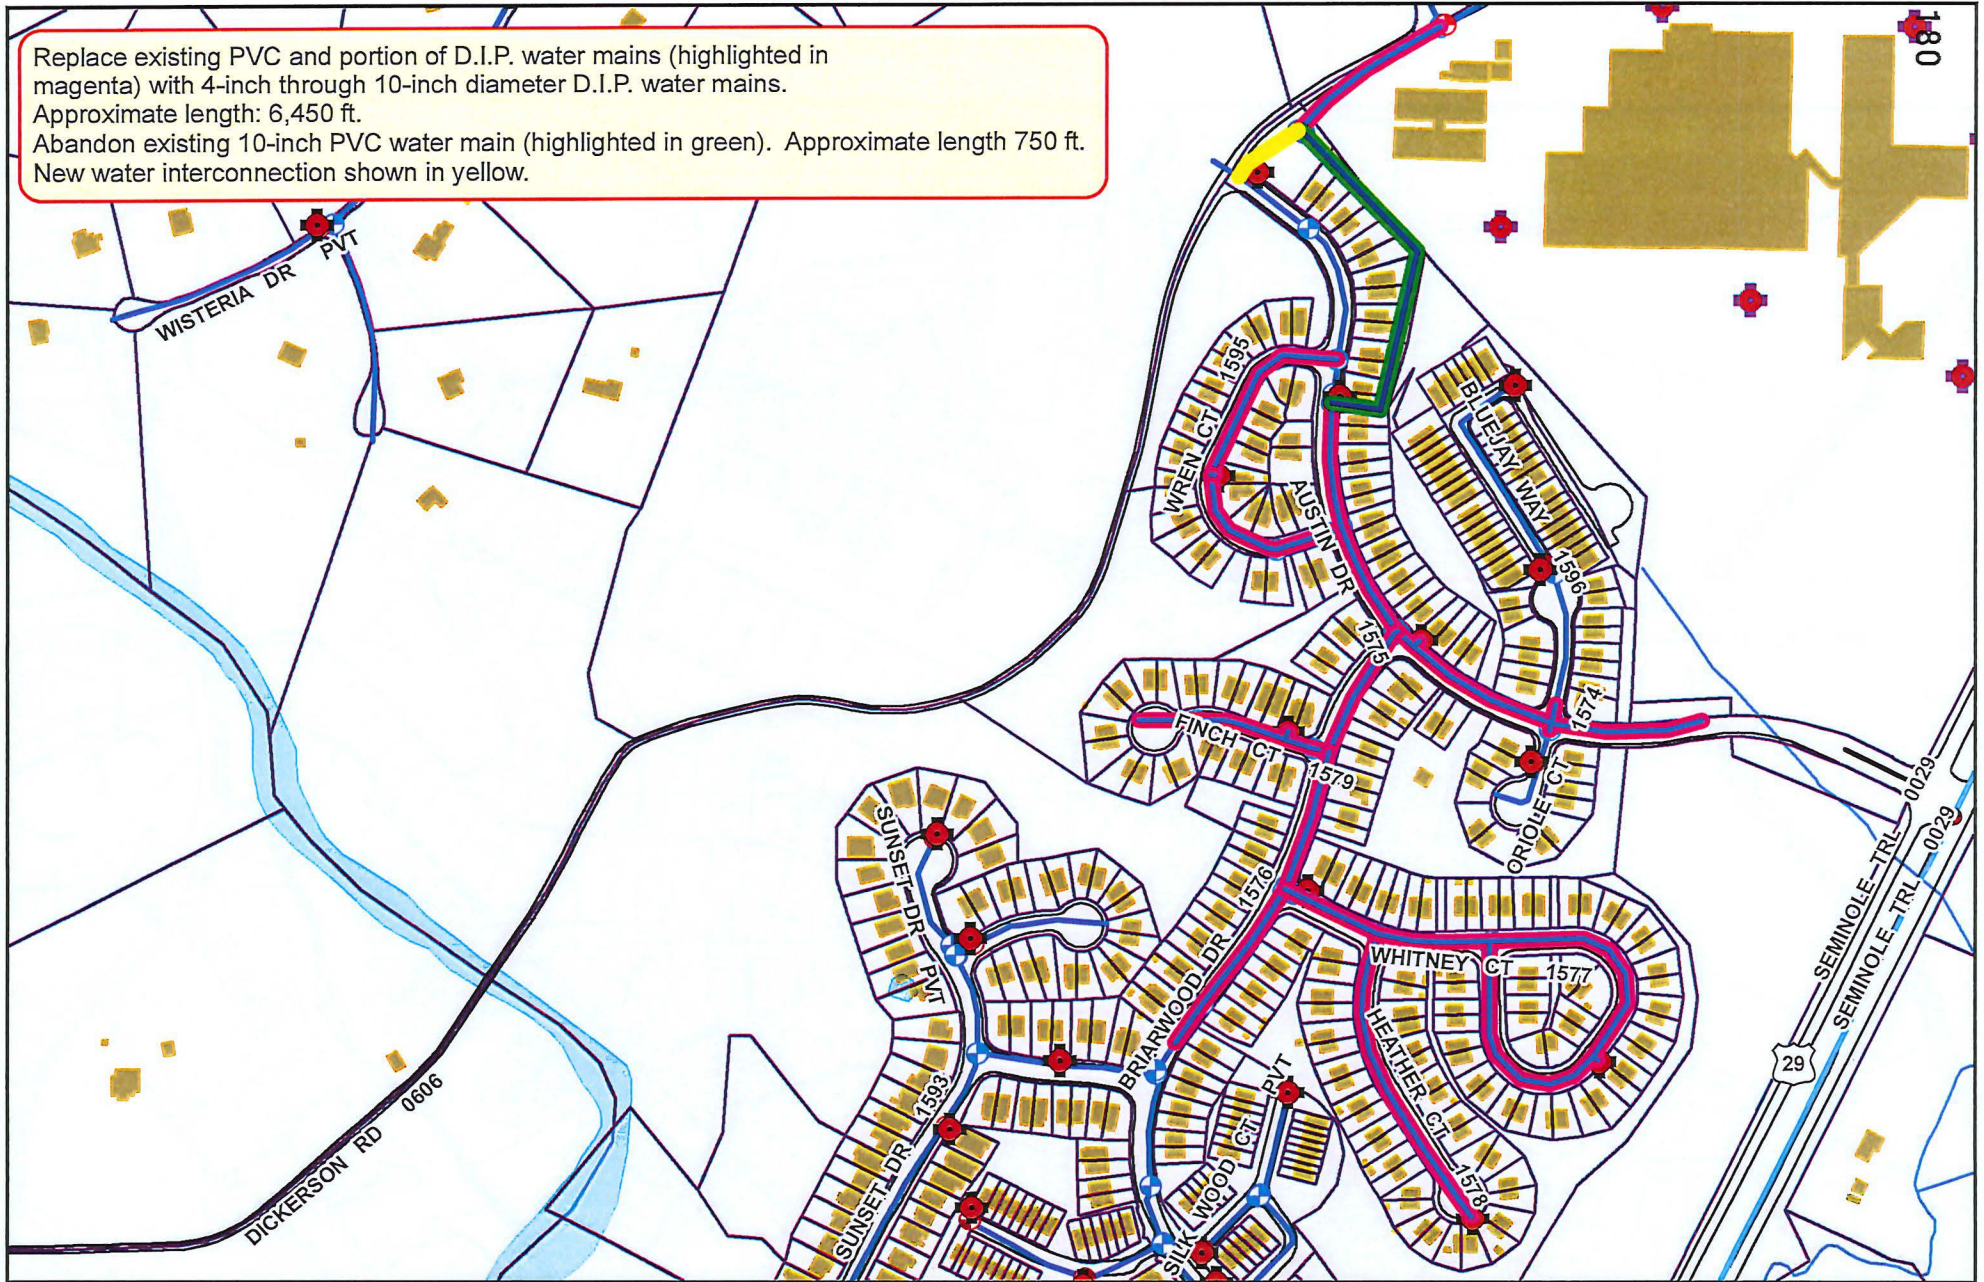 Replace existing PVC and portion of D.I.P. water mains (highlighted in
magenta) with 4-inch through 10-inch diameter D.I.P. water mains.
Approximate length: 6,450 ft.
Abandon existing 10-inch PVC water main (highlighted in green).  Approximate length 750 ft.
New water interconnection shown in yellow.
180
WISTERIA DR PVT
1595
WREN CT
AUSTIN DR
BLUEJAY WAY
1596
1575
1574
FINCH CT
1579
ORIOLE CT
SUNSET DR PVT
1576
BRIARWOOD DR
WHITNEY CT
1577
HEATHER CT
1578
SEMINOLE TRL 0029
SEMINOLE TRL 0029
29
1593
SUNSET DR
SILK WOOD CT PVT
DICKERSON RD 0606